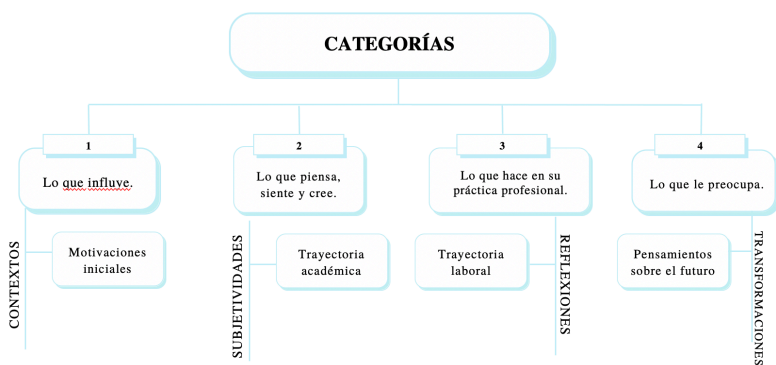 CATEGORÍAS
1
Lo que influve.
CONTEXTOS
Motivaciones
iniciales
2
Lo que piensa,
siente y cree.
SUBJETIVIDADES
Trayectoria
académica
3
Lo que hace en su
práctica profesional.
Trayectoria
laboral
REFLEXIONES
4
Lo que le preocupa.
Pensamientos
sobre el futuro
TRANSFORMACIONES